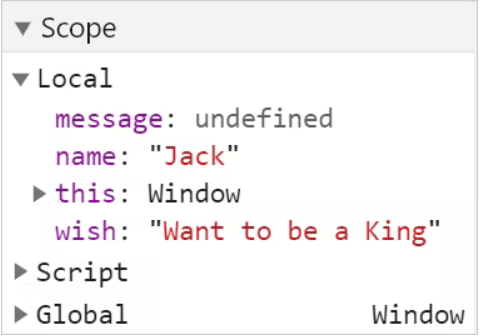 Scope
Local
message: undefined
name: "Jack"
this: Window
wish: "Want to be a King"
Script
Global Window